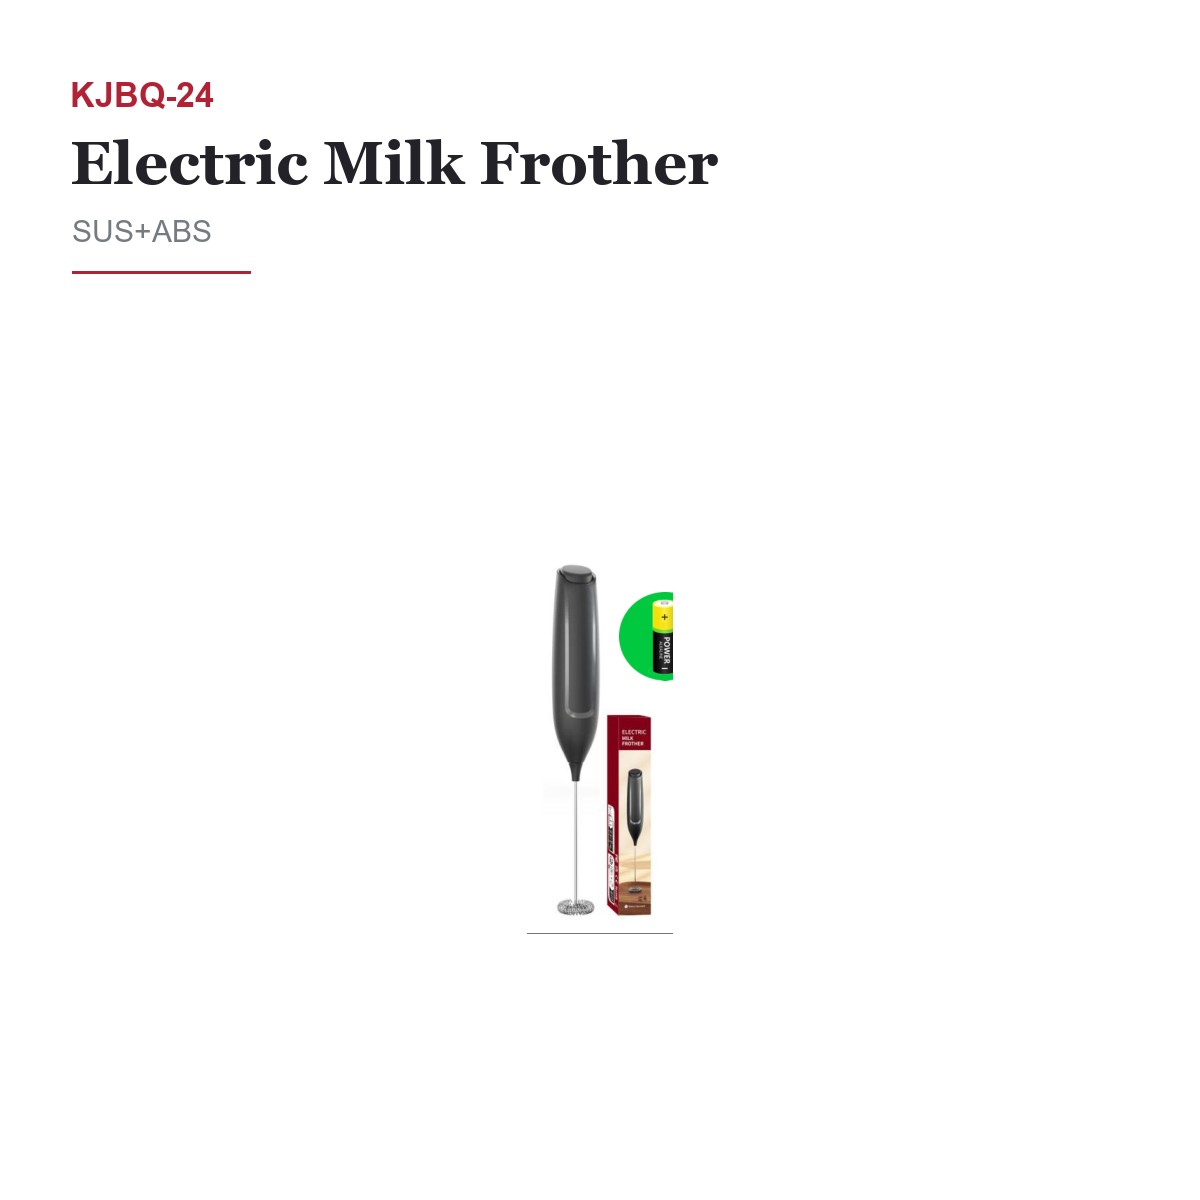 KJBQ-24
Electric Milk Frother
SUS+ABS
+
POWER
ELECTRIC
MILK
FROTHER